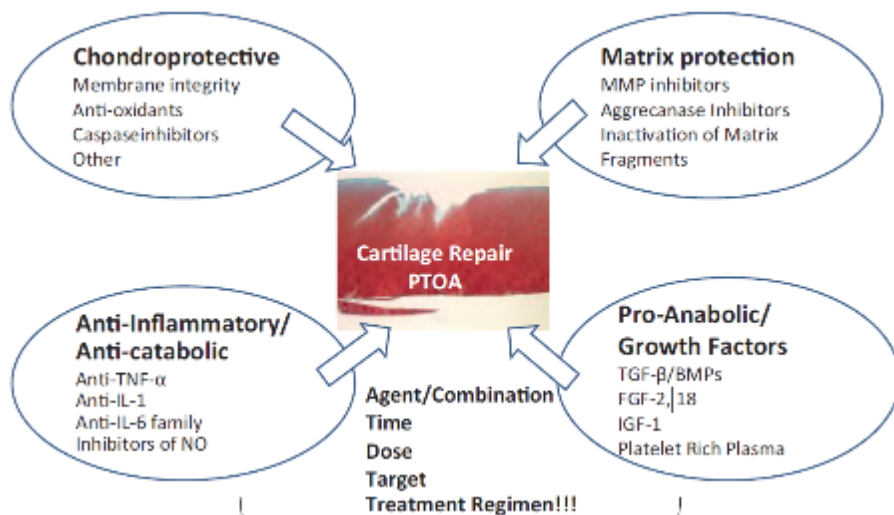 Chondroprotective
Membrane integrity
Anti-oxidants
Caspaseinhibitors
Other
Matrix protection
MMP inhibitors
Aggrecanase Inhibitors
Inactivation of Matrix
Fragments
Cartilage Repair
PTOA
Anti-Inflammatory/
Anti-catabolic
Anti-TNF-α
Anti-IL-1
Anti-IL-6 family
Inhibitors of NO
Pro-Anabolic/
Growth Factors
TGF-β/BMPs
FGF-2, 18
IGF-1
Platelet Rich Plasma
Agent/Combination
Time
Dose
Target
Treatment Regimen!!!